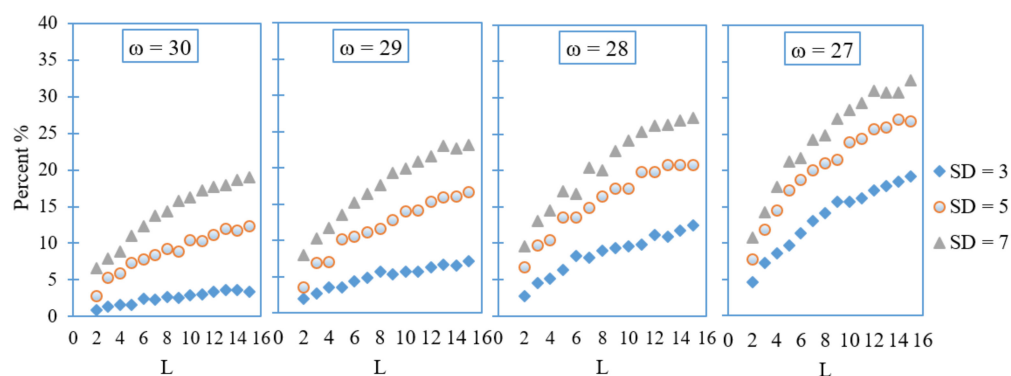 40
35
30
25
20
15
10
5
0
Percent %
ω = 30
ω = 29
ω = 28
ω = 27
0 2 4 6 8 10 12 14 16
0 2 4 6 8 10 12 14 16
0 2 4 6 8 10 12 14 16
0 2 4 6 8 10 12 14 16
L
L
L
L
SD = 3
SD = 5
SD = 7